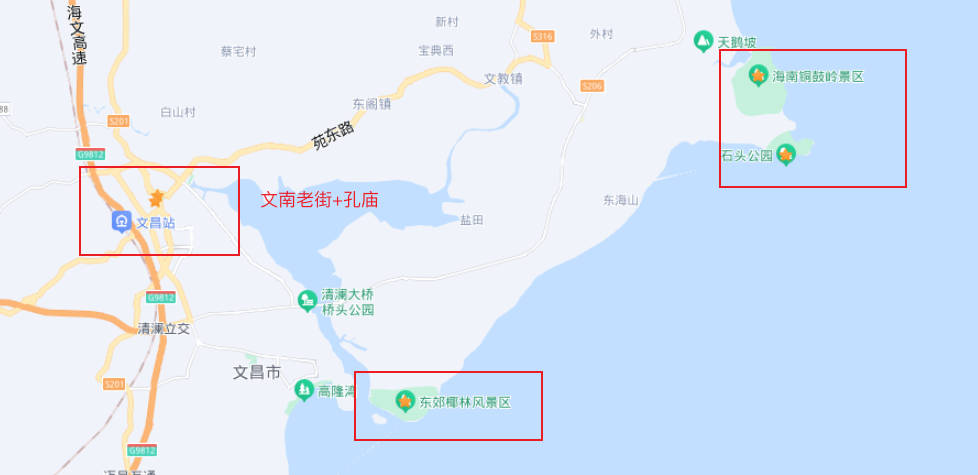 海文高速
新村
S316
外村
天鹅坡
蔡宅村
宝典西
海南铜鼓岭景区
文教镇
S206
东阁镇
88
白山村
S201
苑东路
G9812
石头公园
文南老街+孔庙
东海山
文昌站
盐田
清澜大桥
桥头公园
G9812
清澜立交
文昌市
S201
高隆湾
东郊椰林风景区
G9812